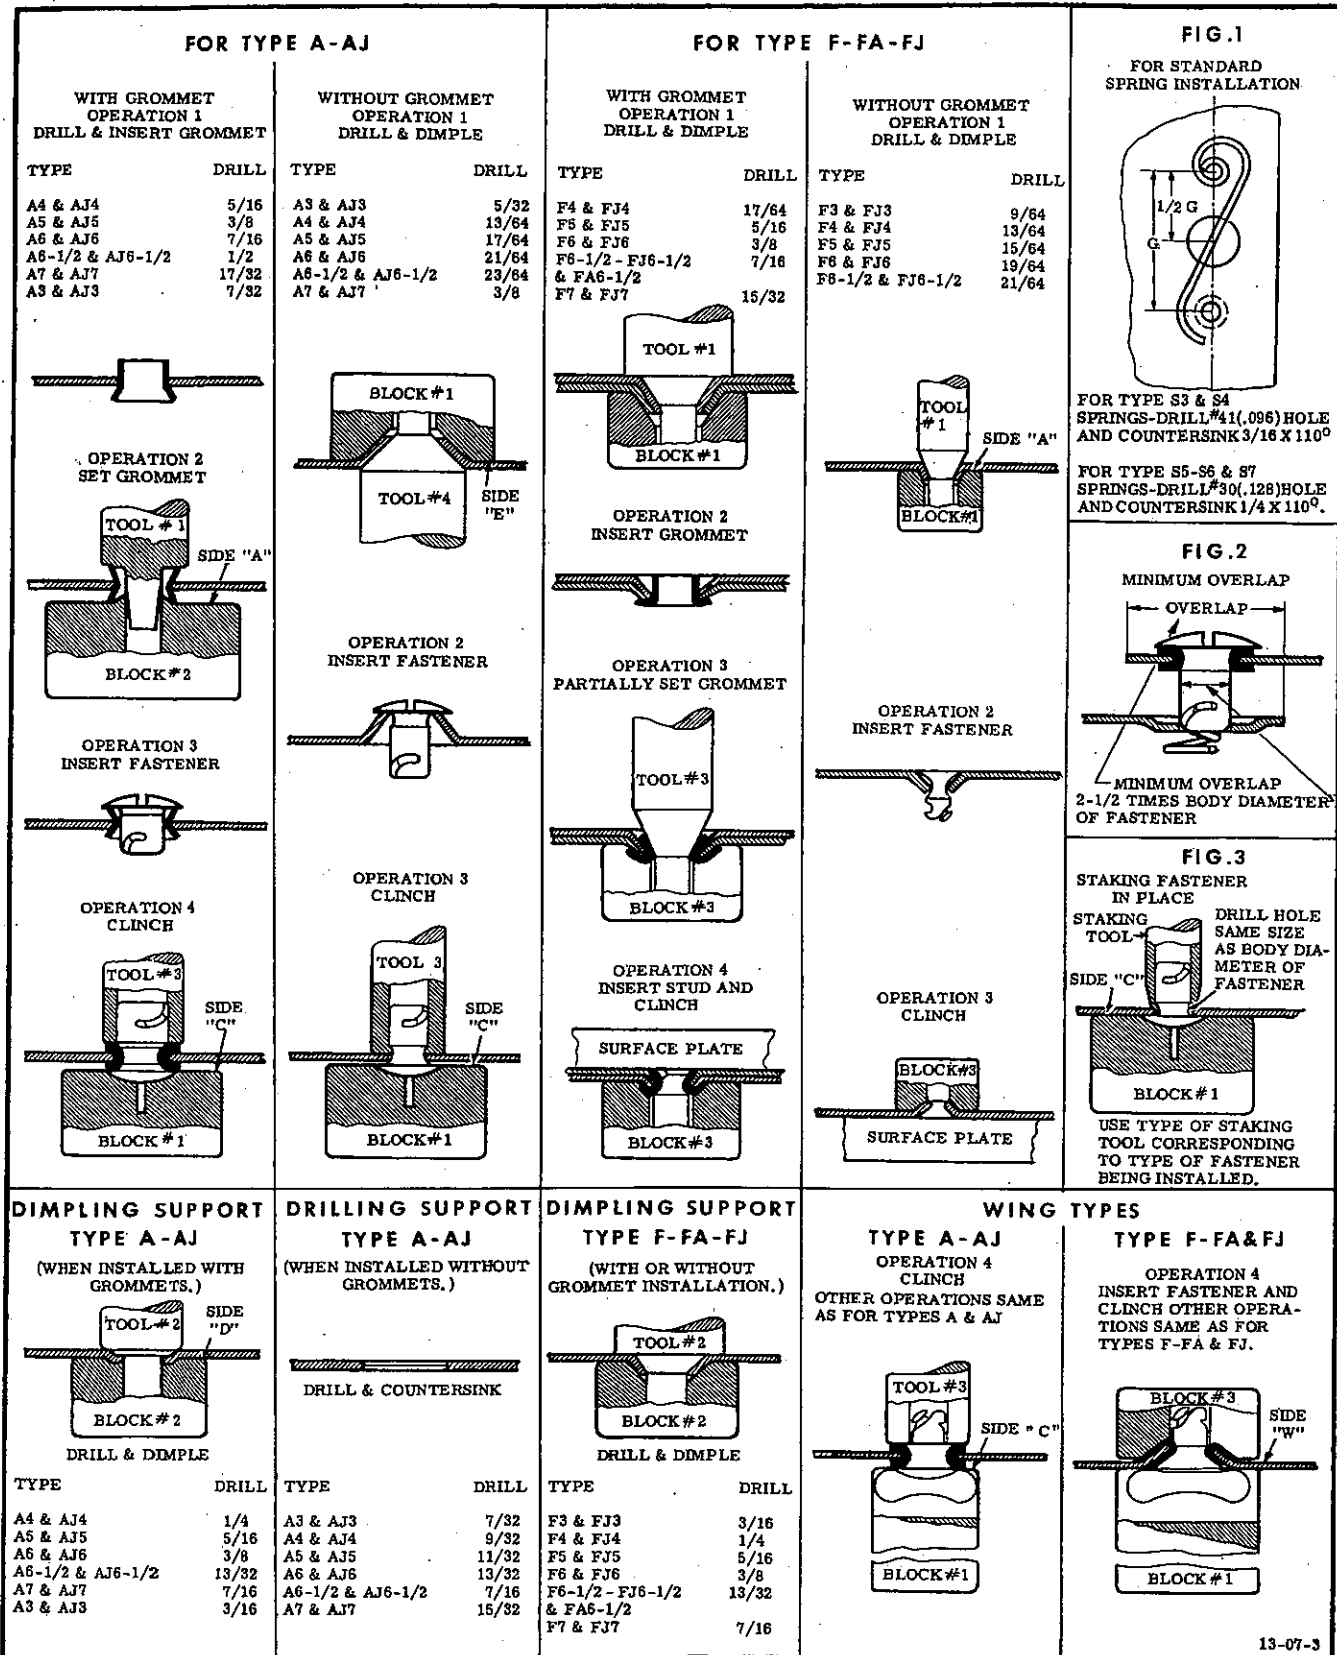 FOR TYPE A-AJ
WITH GROMMET
OPERATION 1
DRILL & INSERT GROMMET
TYPE DRILL
A4 & AJ4 5/16
A5 & AJ5 3/8
A6 & AJ6 7/16
A6-1/2 & AJ6-1/2 1/2
A7 & AJ7 17/32
A3 & AJ3 7/32
OPERATION 2
SET GROMMET
TOOL #1
SIDE "A"
BLOCK #2
OPERATION 3
INSERT FASTENER
OPERATION 4
CLINCH
TOOL #3
SIDE
"C"
BLOCK #1
WITHOUT GROMMET
OPERATION 1
DRILL & DIMPLE
TYPE DRILL
A3 & AJ3 5/32
A4 & AJ4 13/64
A5 & AJ5 17/64
A6 & AJ6 21/64
A6-1/2 & AJ6-1/2 23/64
A7 & AJ7 3/8
BLOCK #1
TOOL #4
SIDE
"E"
OPERATION 2
INSERT FASTENER
OPERATION 3
CLINCH
TOOL 3
SIDE
"C"
BLOCK #1
FOR TYPE F-FA-FJ
WITH GROMMET
OPERATION 1
DRILL & DIMPLE
TYPE DRILL
F4 & FJ4 17/64
F5 & FJ5 5/16
F6 & FJ6 3/8
F6-1/2 - FJ6-1/2 7/16
& FA6-1/2
F7 & FJ7 15/32
TOOL #1
BLOCK #1
OPERATION 2
INSERT GROMMET
OPERATION 3
PARTIALLY SET GROMMET
TOOL #3
BLOCK #3
OPERATION 4
INSERT STUD AND
CLINCH
SURFACE PLATE
BLOCK #3
WITHOUT GROMMET
OPERATION 1
DRILL & DIMPLE
TYPE DRILL
F3 & FJ3 9/64
F4 & FJ4 13/64
F5 & FJ5 15/64
F6 & FJ6 19/64
F6-1/2 & FJ6-1/2 21/64
TOOL
#1
SIDE "A"
BLOCK #1
OPERATION 2
INSERT FASTENER
OPERATION 3
CLINCH
BLOCK #3
SURFACE PLATE
FIG.1
FOR STANDARD
SPRING INSTALLATION
1/2 G
G
FOR TYPE S3 & S4
SPRINGS-DRILL #41(.096) HOLE
AND COUNTERSINK 3/16 X 110°
FOR TYPE S5-S6 & S7
SPRINGS-DRILL #30(.128) HOLE
AND COUNTERSINK 1/4 X 110°.
FIG.2
MINIMUM OVERLAP
OVERLAP
MINIMUM OVERLAP
2-1/2 TIMES BODY DIAMETER
OF FASTENER
FIG.3
STAKING FASTENER
IN PLACE
STAKING
TOOL
DRILL HOLE
SAME SIZE
AS BODY DIA-
METER OF
FASTENER
SIDE "C"
BLOCK #1
USE TYPE OF STAKING
TOOL CORRESPONDING
TO TYPE OF FASTENER
BEING INSTALLED.
DIMPLING SUPPORT
TYPE A-AJ
(WHEN INSTALLED WITH
GROMMETS.)
TOOL #2
SIDE
"D"
BLOCK #2
DRILL & DIMPLE
TYPE DRILL
A4 & AJ4 1/4
A5 & AJ5 5/16
A6 & AJ6 3/8
A6-1/2 & AJ6-1/2 13/32
A7 & AJ7 7/16
A3 & AJ3 3/16
DRILLING SUPPORT
TYPE A-AJ
(WHEN INSTALLED WITHOUT
GROMMETS.)
DRILL & COUNTERSINK
TYPE DRILL
A3 & AJ3 7/32
A4 & AJ4 9/32
A5 & AJ5 11/32
A6 & AJ6 13/32
A6-1/2 & AJ6-1/2 7/16
A7 & AJ7 15/32
DIMPLING SUPPORT
TYPE F-FA-FJ
(WITH OR WITHOUT
GROMMET INSTALLATION.)
TOOL #2
BLOCK #2
DRILL & DIMPLE
TYPE DRILL
F3 & FJ3 3/16
F4 & FJ4 1/4
F5 & FJ5 5/16
F6 & FJ6 3/8
F6-1/2 - FJ6-1/2 13/32
& FA6-1/2
F7 & FJ7 7/16
WING TYPES
TYPE A-AJ
OPERATION 4
CLINCH
OTHER OPERATIONS SAME
AS FOR TYPES A & AJ
TOOL #3
SIDE "C"
BLOCK #1
TYPE F-FA&FJ
OPERATION 4
INSERT FASTENER AND
CLINCH OTHER OPERA-
TIONS SAME AS FOR
TYPES F-FA & FJ.
BLOCK #3
SIDE
"W"
BLOCK #1
13-07-3